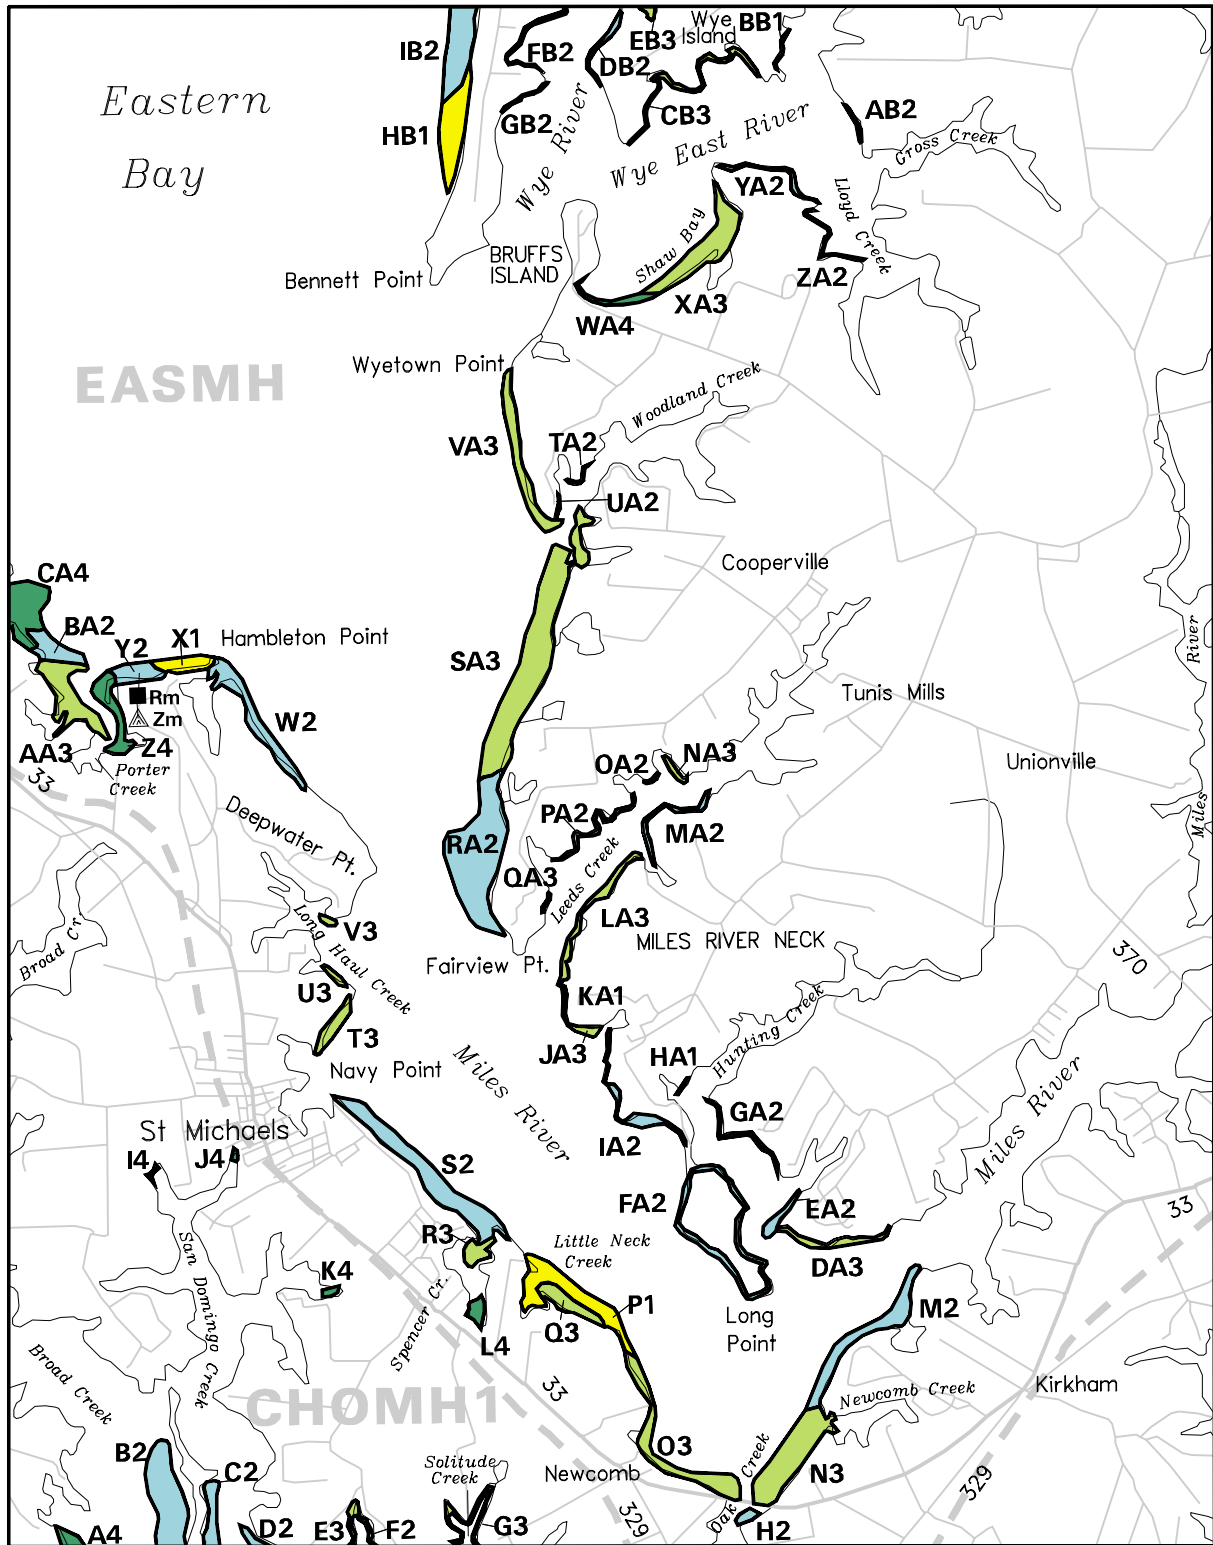 IB2
FB2
EB3
Wye
Island
BB1
DB2
HB1
GB2
CB3
AB2
Eastern
Bay
Wye River
Wye East River
Gross Creek
YA2
Lloyd Creek
BRUFFS
ISLAND
Shaw Bay
Bennett Point
ZA2
XA3
WA4
Wyetown Point
EASMH
Woodland Creek
VA3
TA2
UA2
Cooperville
CA4
BA2
Y2
X1
Hambleton Point
SA3
River
Rm
Zm
W2
Tunis Mills
AA3
Z4
33
Porter
Creek
OA2
NA3
Unionville
Deepwater Pt.
PA2
MA2
Miles
RA2
QA3
Leeds Creek
LA3
Broad Cr.
V3
Long Haul Creek
MILES RIVER NECK
370
Fairview Pt.
U3
KA1
T3
JA3
Hunting Creek
HA1
Navy Point
Miles River
GA2
Miles River
St Michaels
I4
J4
IA2
S2
FA2
EA2
33
R3
Little Neck
Creek
DA3
San Domingo Creek
K4
Spencer Cr.
P1
M2
Q3
Long
Point
L4
Broad Creek
33
Newcomb Creek
Kirkham
CHOMH1
B2
O3
Solitude
Creek
C2
Newcomb
Oak Creek
N3
329
A4
D2
E3
F2
G3
329
H2